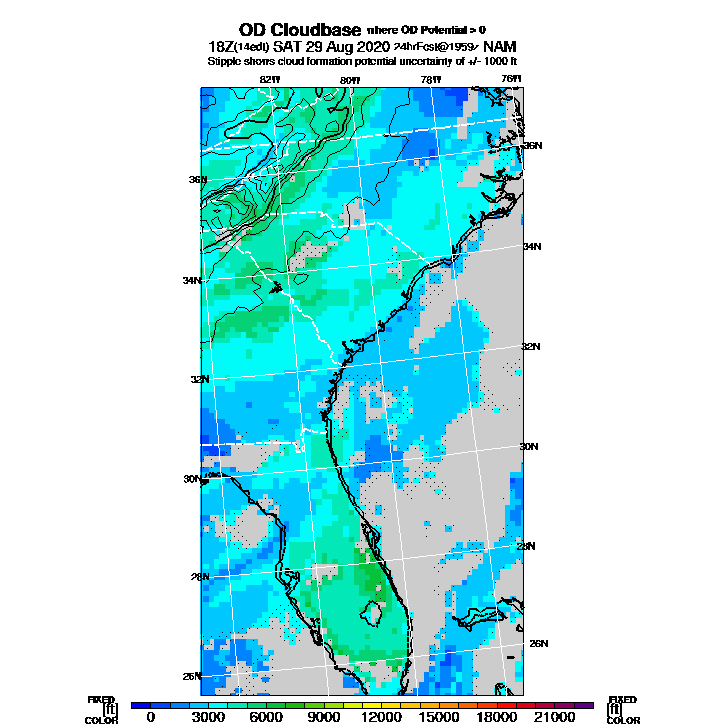 OD Cloudbase where OD Potential > 0
18Z(14edt) SAT 29 Aug 2020 24hrFcst@1959z NAM
Stipple shows cloud formation potential uncertainty of +/- 1000 ft
82W 80W 78W 76W
36N 36N
34N 34N
32N 32N
30N 30N
28N 28N
26N 26N
FIXED FIXED
[ft] [ft]
COLOR COLOR
0 3000 6000 9000 12000 15000 18000 21000